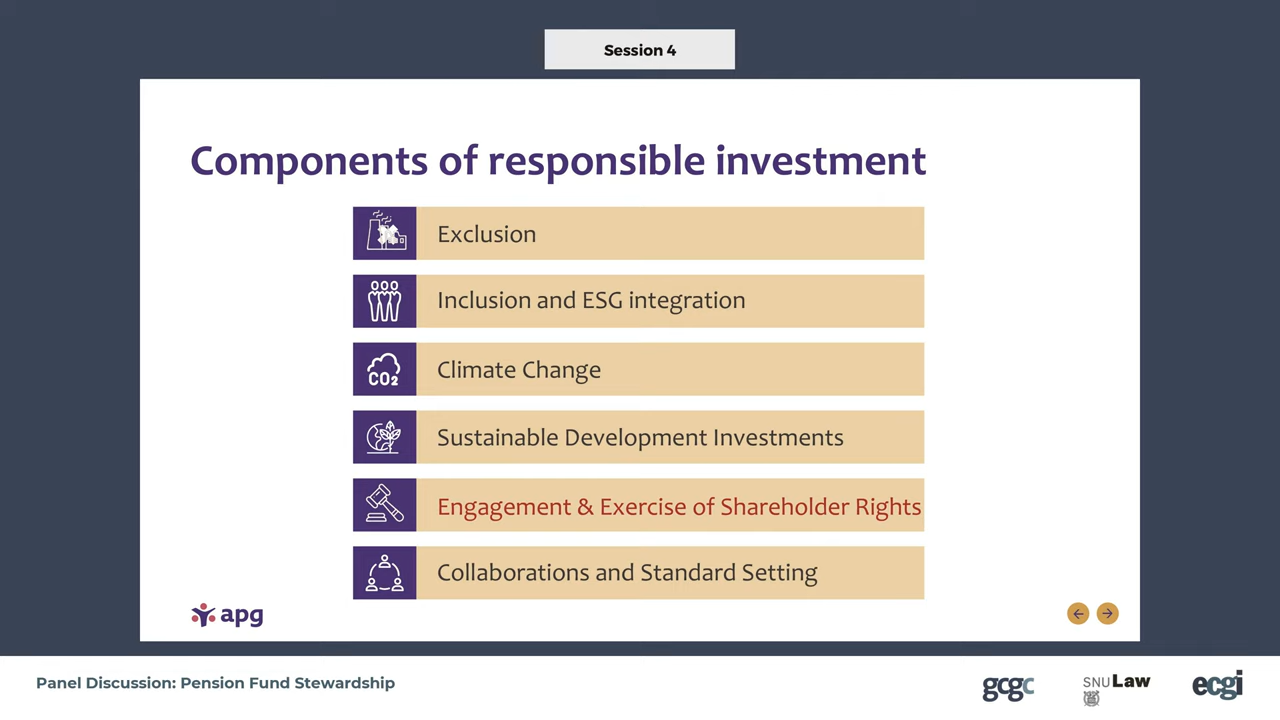 Session 4
Components of responsible investment
Exclusion
Inclusion and ESG integration
CO2
Climate Change
Sustainable Development Investments
Engagement & Exercise of Shareholder Rights
Collaborations and Standard Setting
apg
Panel Discussion: Pension Fund Stewardship
gcgc
SNU Law
ecgi